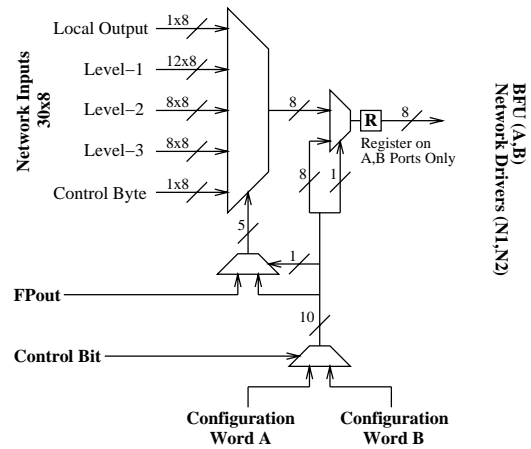 Network Inputs
30x8
Local Output
1x8
Level−1
12x8
Level−2
8x8
Level−3
8x8
Control Byte
1x8
8
R
8
Register on
A,B Ports Only
BFU (A,B)
Network Drivers (N1,N2)
8
1
5
1
FPout
10
Control Bit
Configuration
Word A
Configuration
Word B